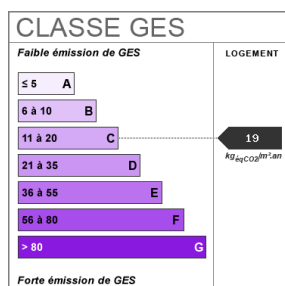 CLASSE GES
Faible émission de GES
LOGEMENT
≤ 5 A
6 à 10 B
11 à 20 C
19
kgéqCO2/m².an
21 à 35 D
36 à 55 E
56 à 80 F
> 80 G
Forte émission de GES